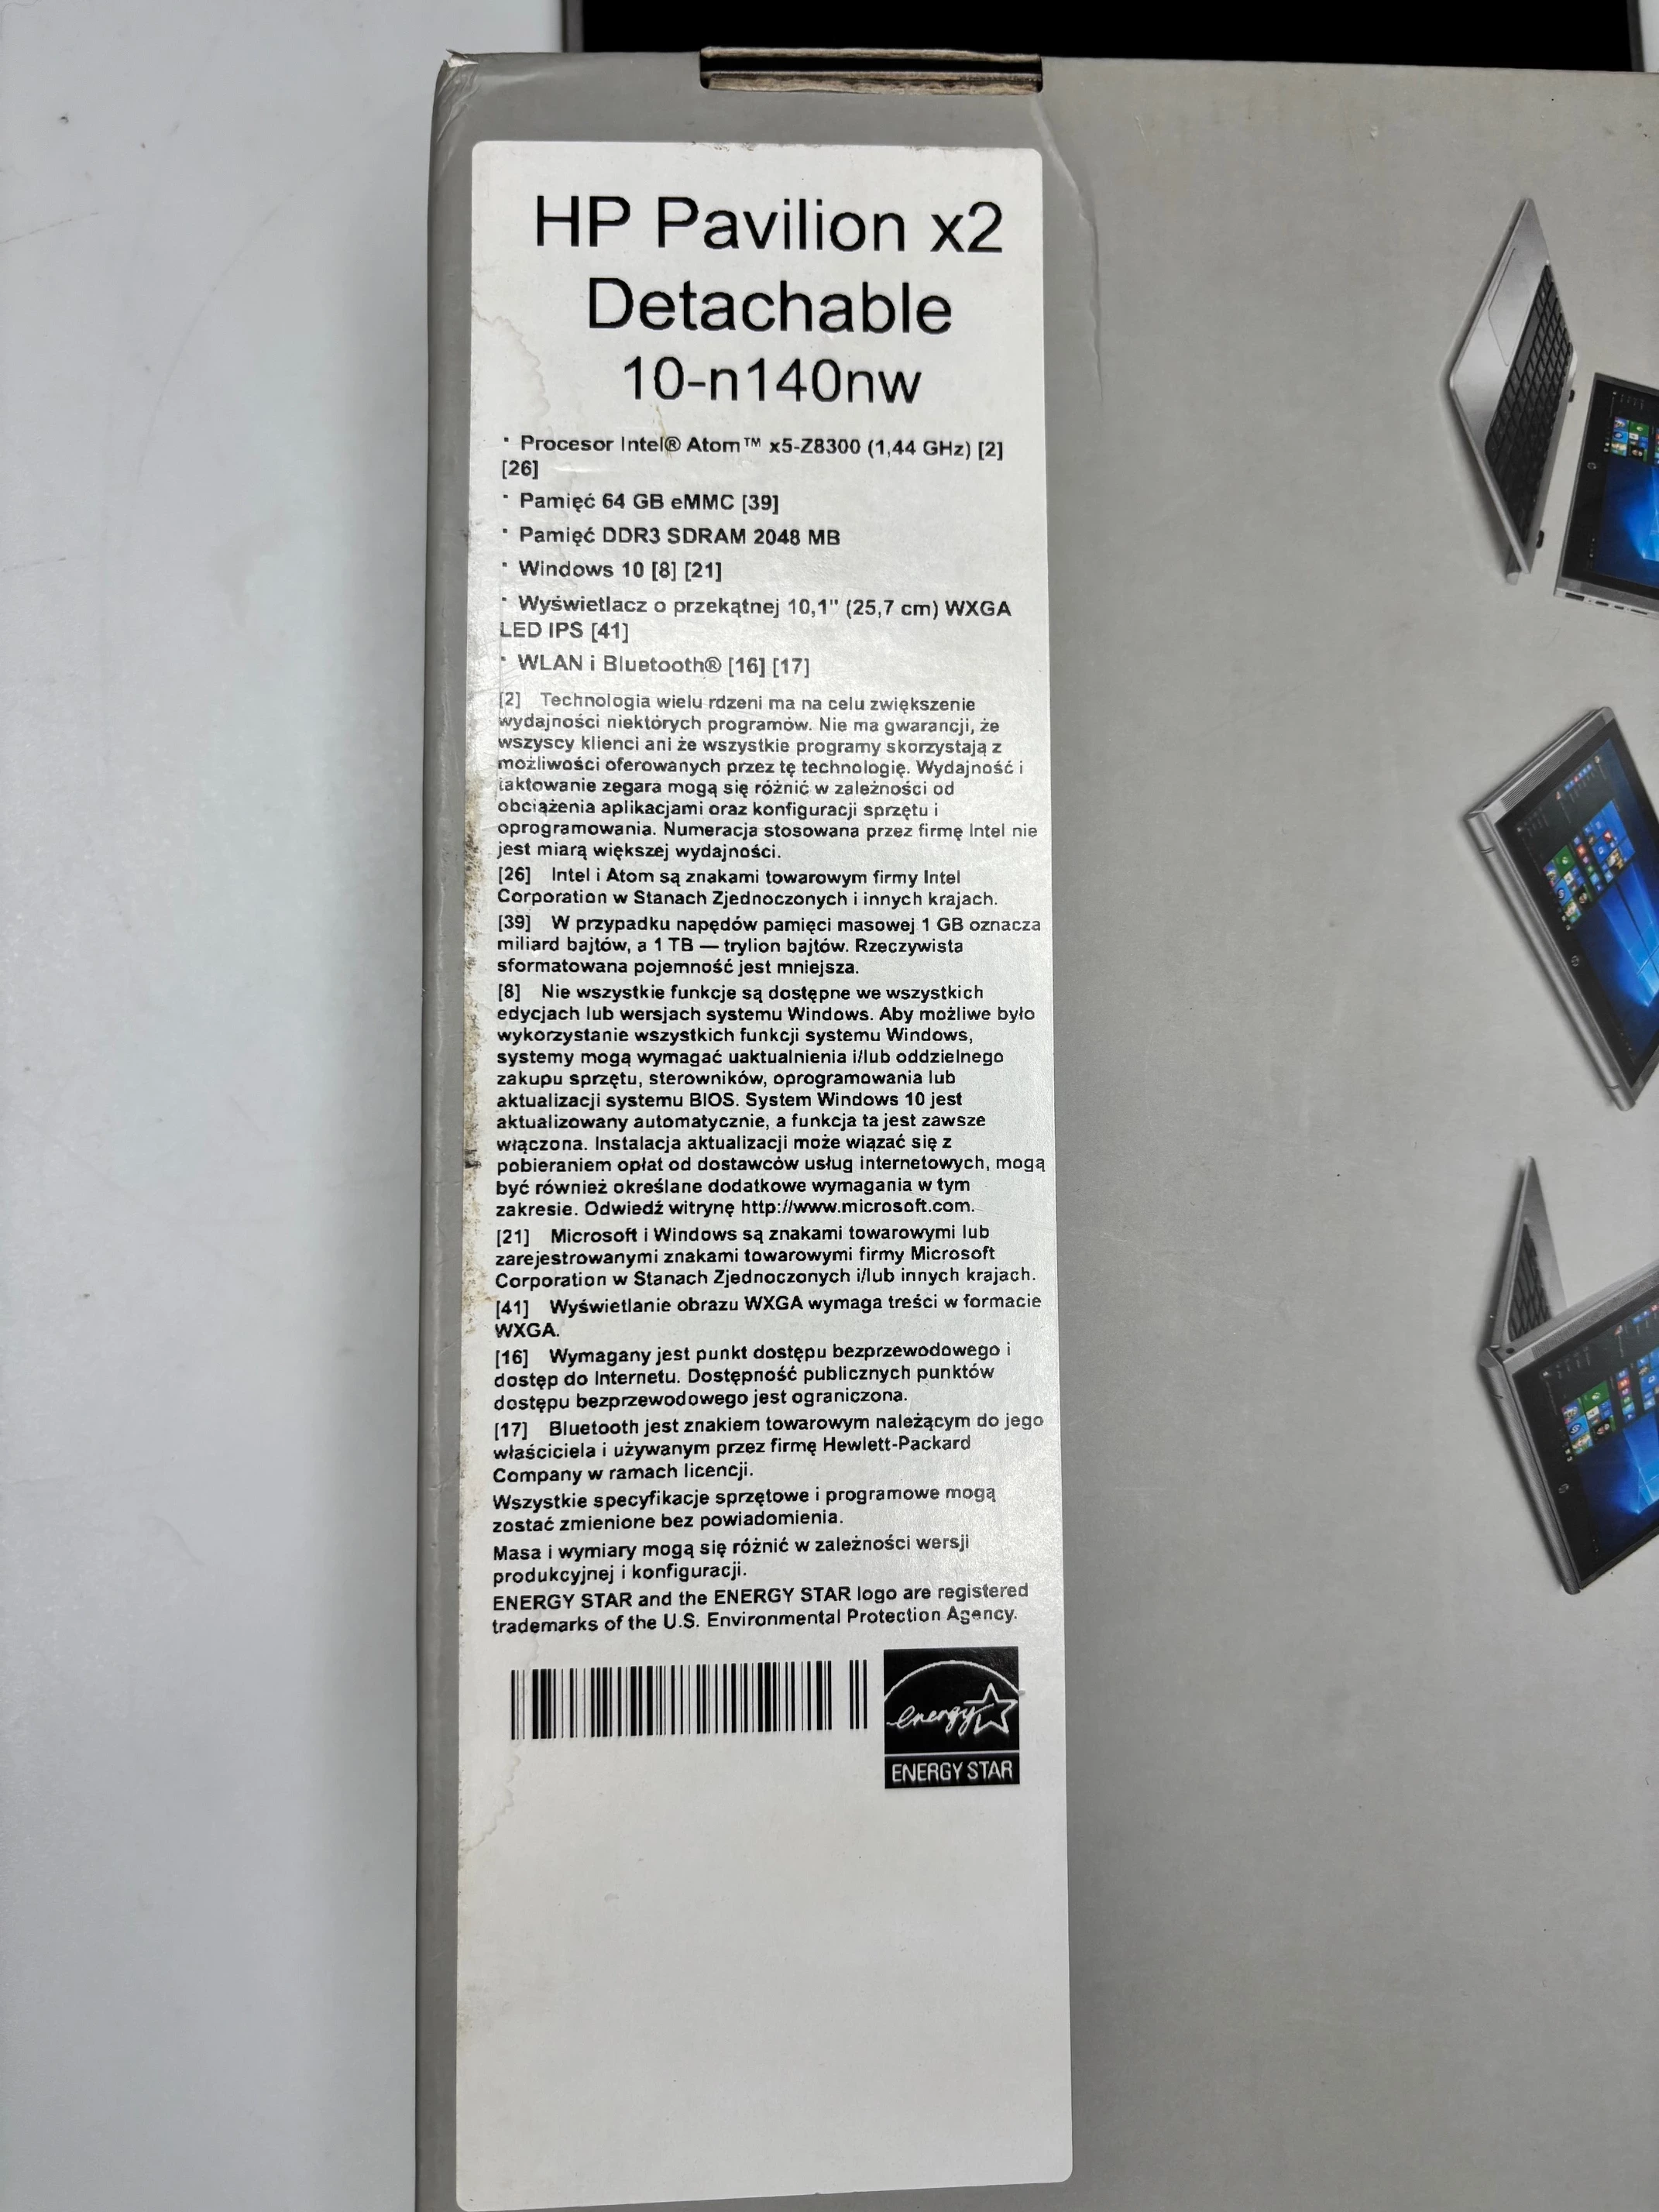 HP Pavilion x2
Detachable
10-n140nw
· Procesor Intel® Atom™ x5-Z8300 (1,44 GHz) [2]
[26]
· Pamięć 64 GB eMMC [39]
· Pamięć DDR3 SDRAM 2048 MB
· Windows 10 [8] [21]
· Wyświetlacz o przekątnej 10,1" (25,7 cm) WXGA
LED IPS [41]
· WLAN i Bluetooth® [16] [17]
[2] Technologia wielu rdzeni ma na celu zwiększenie
wydajności niektórych programów. Nie ma gwarancji, że
wszyscy klienci ani że wszystkie programy skorzystają z
możliwości oferowanych przez tę technologię. Wydajność i
taktowanie zegara mogą się różnić w zależności od
obciążenia aplikacjami oraz konfiguracji sprzętu i
oprogramowania. Numeracja stosowana przez firmę Intel nie
jest miarą większej wydajności.
[26] Intel i Atom są znakami towarowym firmy Intel
Corporation w Stanach Zjednoczonych i innych krajach.
[39] W przypadku napędów pamięci masowej 1 GB oznacza
miliard bajtów, a 1 TB — trylion bajtów. Rzeczywista
sformatowana pojemność jest mniejsza.
[8] Nie wszystkie funkcje są dostępne we wszystkich
edycjach lub wersjach systemu Windows. Aby możliwe było
wykorzystanie wszystkich funkcji systemu Windows,
systemy mogą wymagać uaktualnienia i/lub oddzielnego
zakupu sprzętu, sterowników, oprogramowania lub
aktualizacji systemu BIOS. System Windows 10 jest
aktualizowany automatycznie, a funkcja ta jest zawsze
włączona. Instalacja aktualizacji może wiązać się z
pobieraniem opłat od dostawców usług internetowych, mogą
być również określane dodatkowe wymagania w tym
zakresie. Odwiedź witrynę http://www.microsoft.com.
[21] Microsoft i Windows są znakami towarowymi lub
zarejestrowanymi znakami towarowymi firmy Microsoft
Corporation w Stanach Zjednoczonych i/lub innych krajach.
[41] Wyświetlanie obrazu WXGA wymaga treści w formacie
WXGA.
[16] Wymagany jest punkt dostępu bezprzewodowego i
dostęp do Internetu. Dostępność publicznych punktów
dostępu bezprzewodowego jest ograniczona.
[17] Bluetooth jest znakiem towarowym należącym do jego
właściciela i używanym przez firmę Hewlett-Packard
Company w ramach licencji.
Wszystkie specyfikacje sprzętowe i programowe mogą
zostać zmienione bez powiadomienia.
Masa i wymiary mogą się różnić w zależności wersji
produkcyjnej i konfiguracji.
ENERGY STAR and the ENERGY STAR logo are registered
trademarks of the U.S. Environmental Protection Agency.
energy
ENERGY STAR